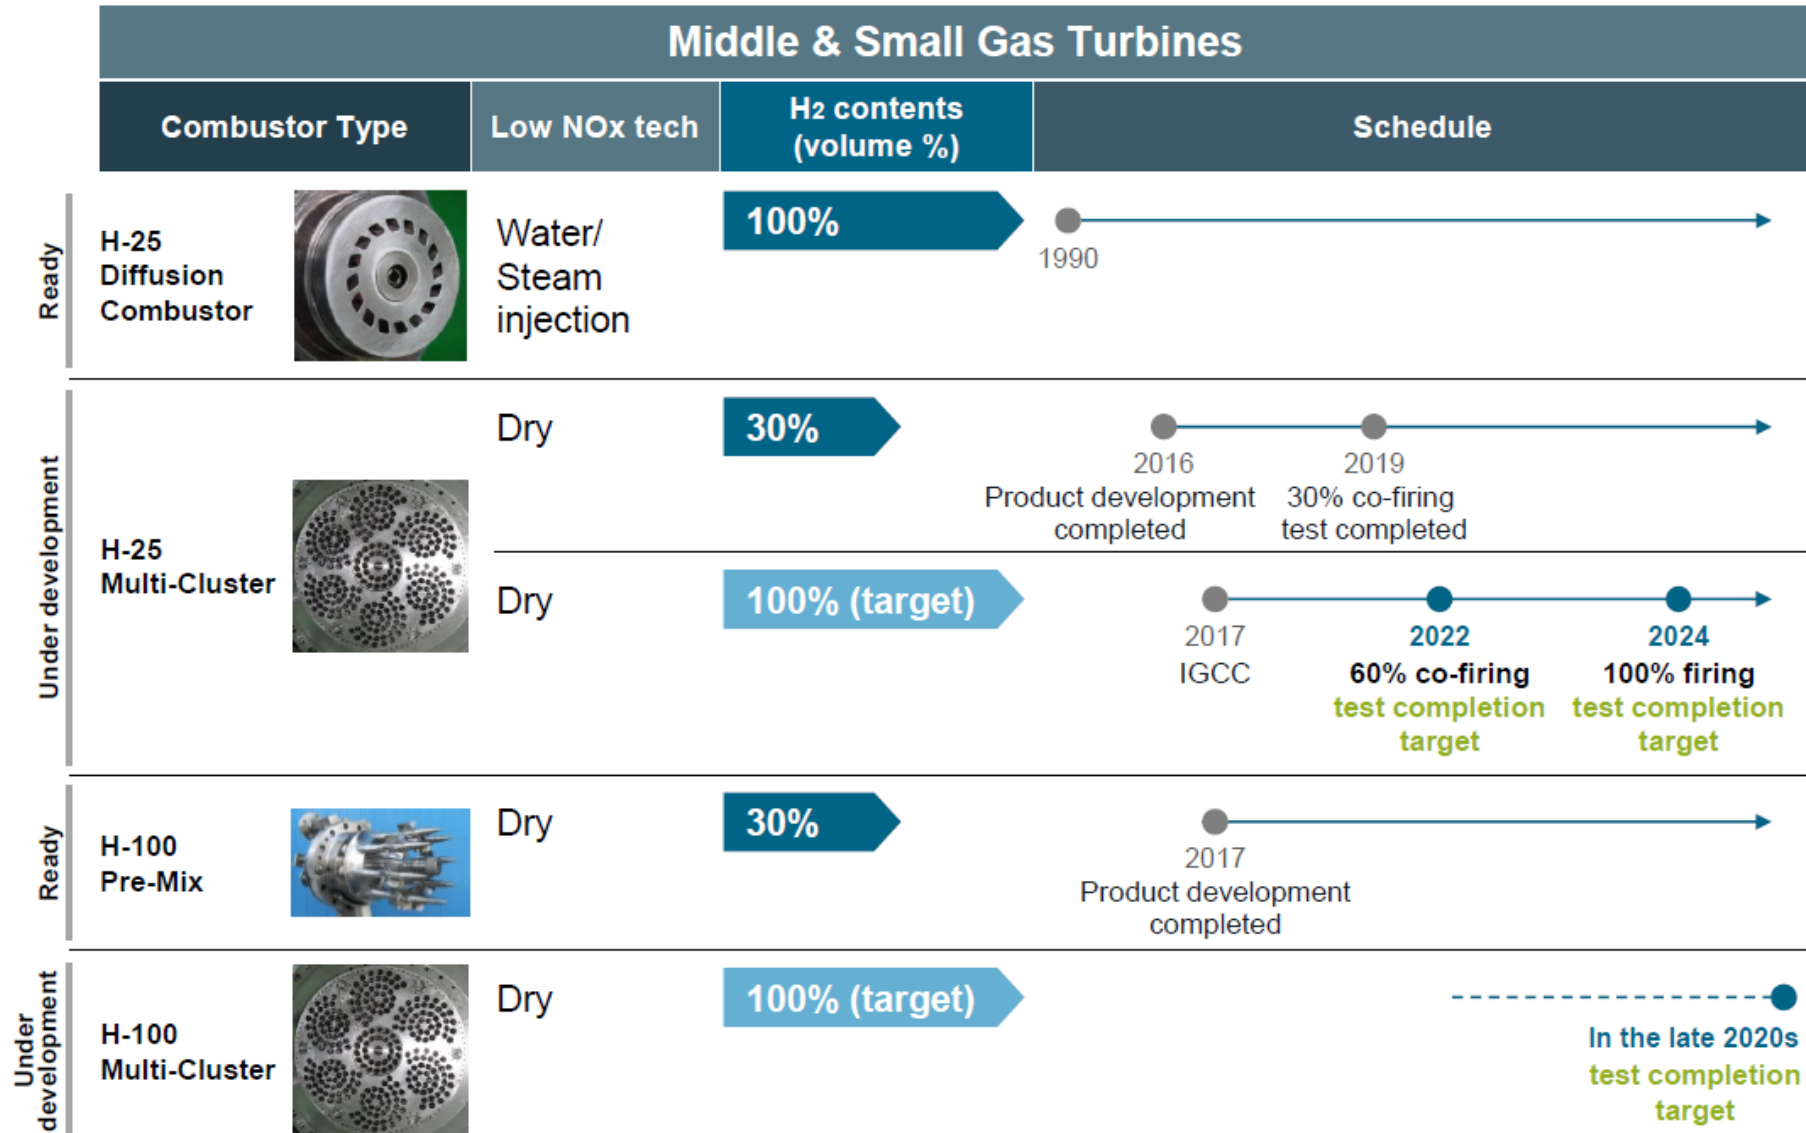 Middle & Small Gas Turbines
Combustor Type
Low NOx tech
H2 contents
(volume %)
Schedule
Ready
H-25
Diffusion
Combustor
Water/
Steam
injection
100%
1990
Under development
H-25
Multi-Cluster
Dry
30%
2016
Product development
completed
2019
30% co-firing
test completed
Dry
100% (target)
2017
IGCC
2022
60% co-firing
test completion
target
2024
100% firing
test completion
target
Ready
H-100
Pre-Mix
Dry
30%
2017
Product development
completed
Under
development
H-100
Multi-Cluster
Dry
100% (target)
In the late 2020s
test completion
target